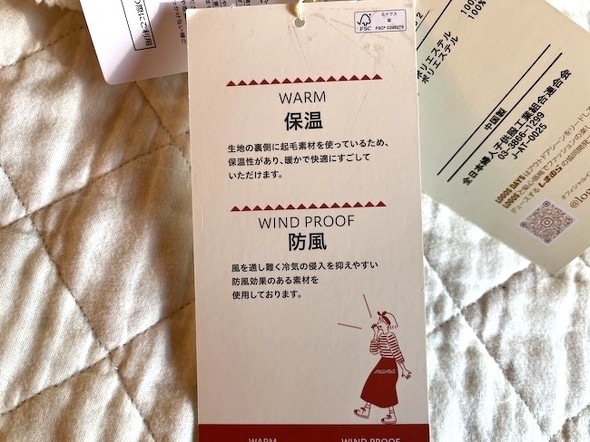 FSC
WARM
保温
生地の裏側に起毛素材を使っているため、
保温性があり、暖かで快適にすごして
いただけます。
WIND PROOF
防風
風を通し難く冷気の侵入を抑えやすい
防風効果のある素材を
使用しております。
mama
WARM
WIND PROOF
100%
ポリエステル
ポリエステル
中国製
全日本婦人子供服工業組合連合会
03-3866-1299
J-AT-0025
LOGOS DAYS